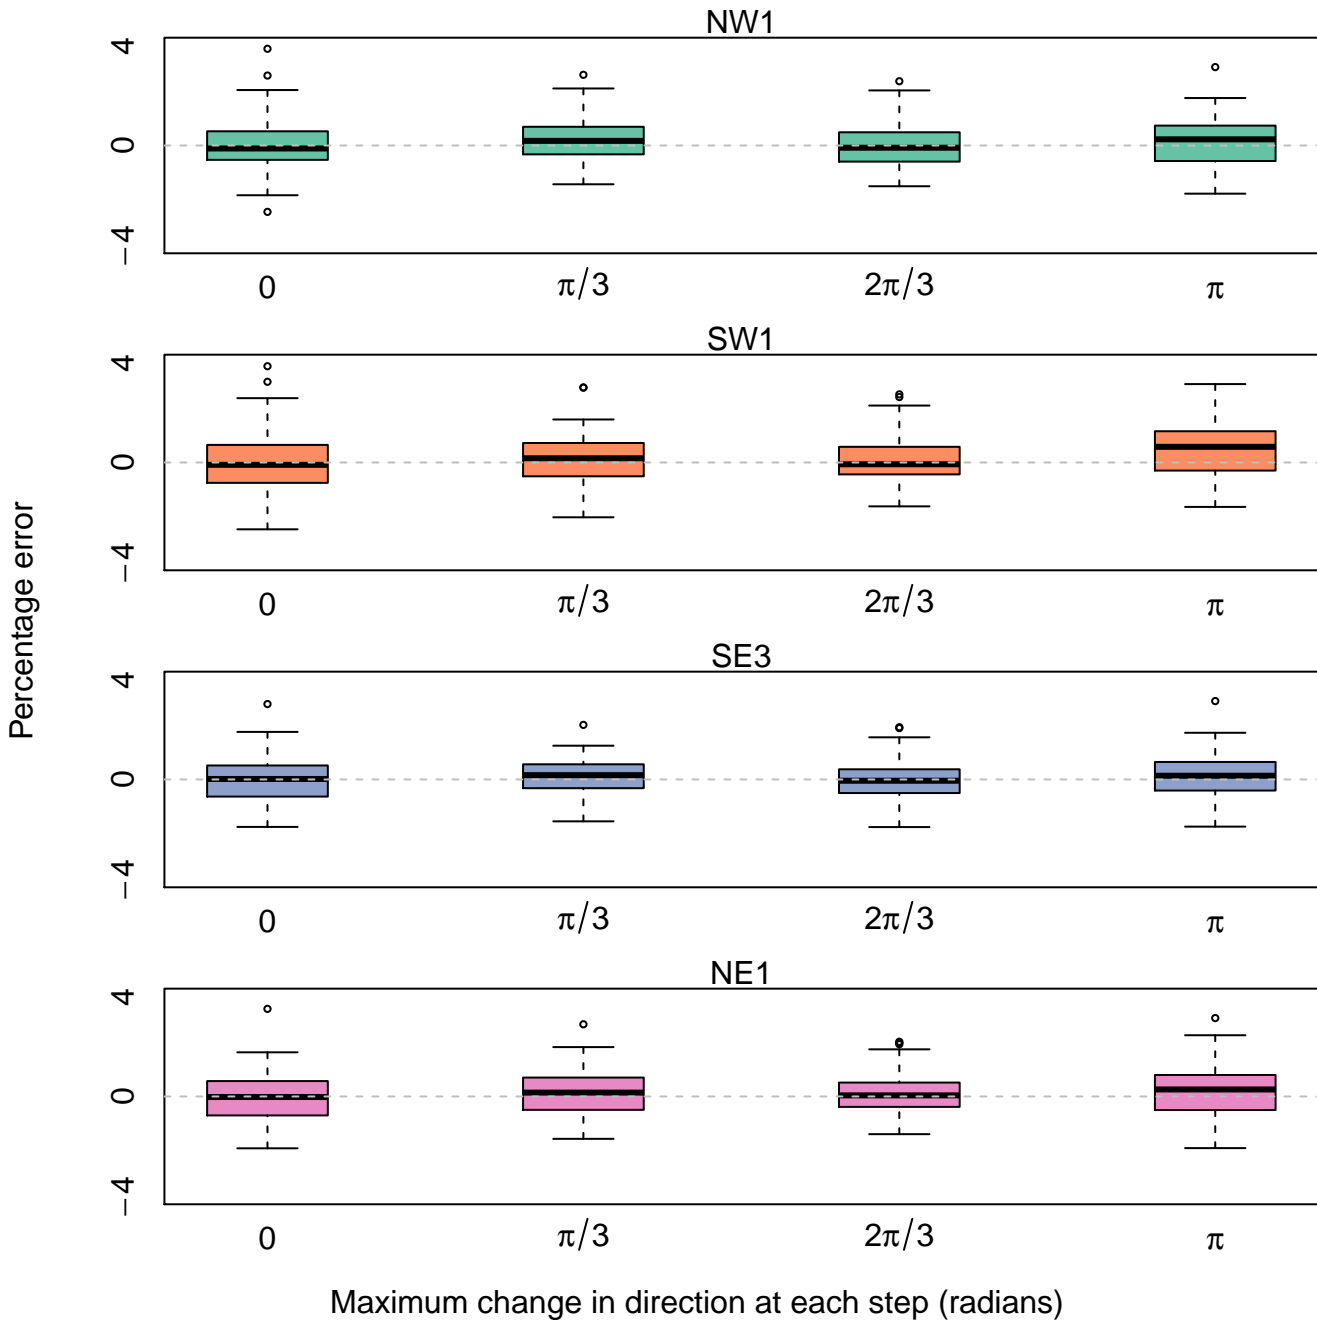 NW1
4
0
−4
0 π/3 2π/3 π
SW1
4
0
−4
0 π/3 2π/3 π
Percentage error
SE3
4
0
−4
0 π/3 2π/3 π
NE1
4
0
−4
0 π/3 2π/3 π
Maximum change in direction at each step (radians)